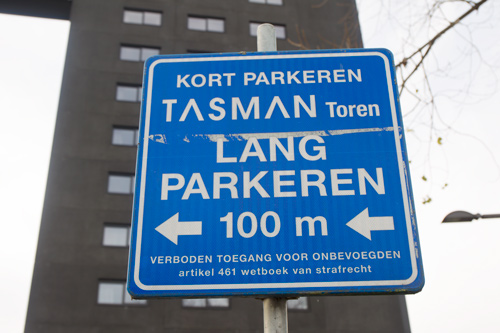 KORT PARKEREN
TASMAN Toren
LANG
PARKEREN
100 m
VERBODEN TOEGANG VOOR ONBEVOEGDEN
artikel 461 wetboek van strafrecht